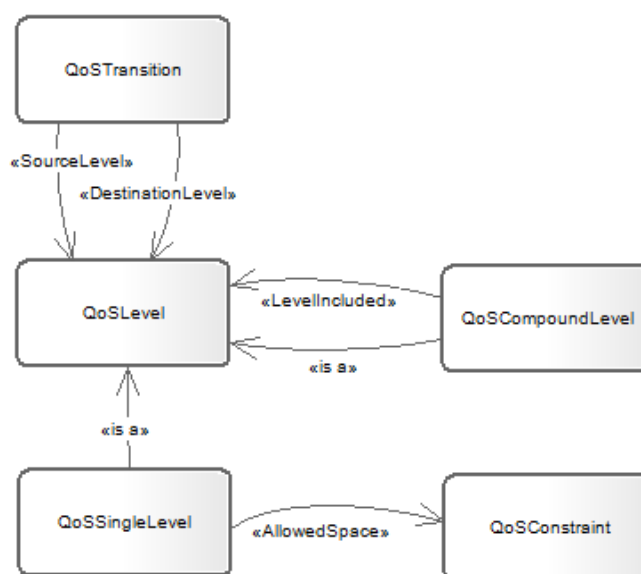 QoSTransition
«SourceLevel»
«DestinationLevel»
QoSLevel
«LevelIncluded»
QoSCompoundLevel
«is a»
«is a»
QoSSingleLevel
«AllowedSpace»
QoSConstraint